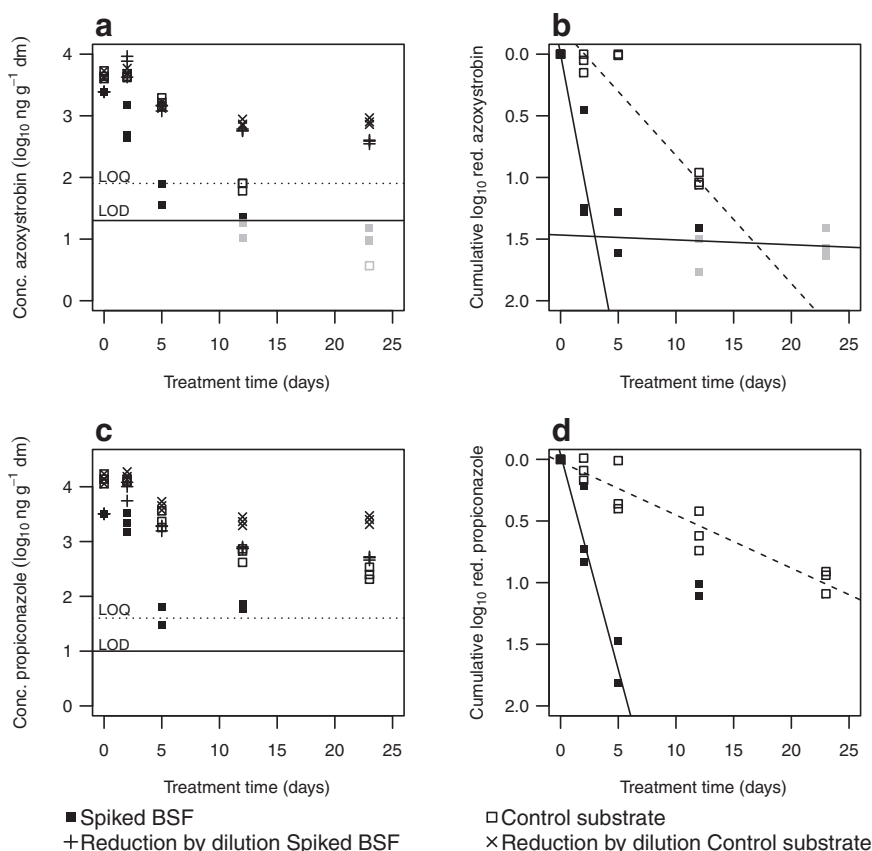 a
Conc. azoxystrobin (log10 ng g−1 dm)
4
3
2
1
0
LOQ
LOD
0 5 10 15 20 25
Treatment time (days)
b
Cumulative log10 red. azoxystrobin
0.0
0.5
1.0
1.5
2.0
0 5 10 15 20 25
Treatment time (days)
c
Conc. propiconazole (log10 ng g−1 dm)
4
3
2
1
0
LOQ
LOD
0 5 10 15 20 25
Treatment time (days)
d
Cumulative log10 red. propiconazole
0.0
0.5
1.0
1.5
2.0
0 5 10 15 20 25
Treatment time (days)
Spiked BSF
Reduction by dilution Spiked BSF
Control substrate
Reduction by dilution Control substrate